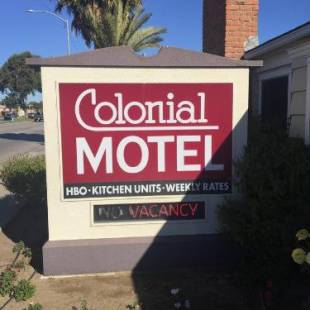 Colonial
MOTEL
HBO · KITCHEN UNITS · WEEKLY RATES
NO VACANCY